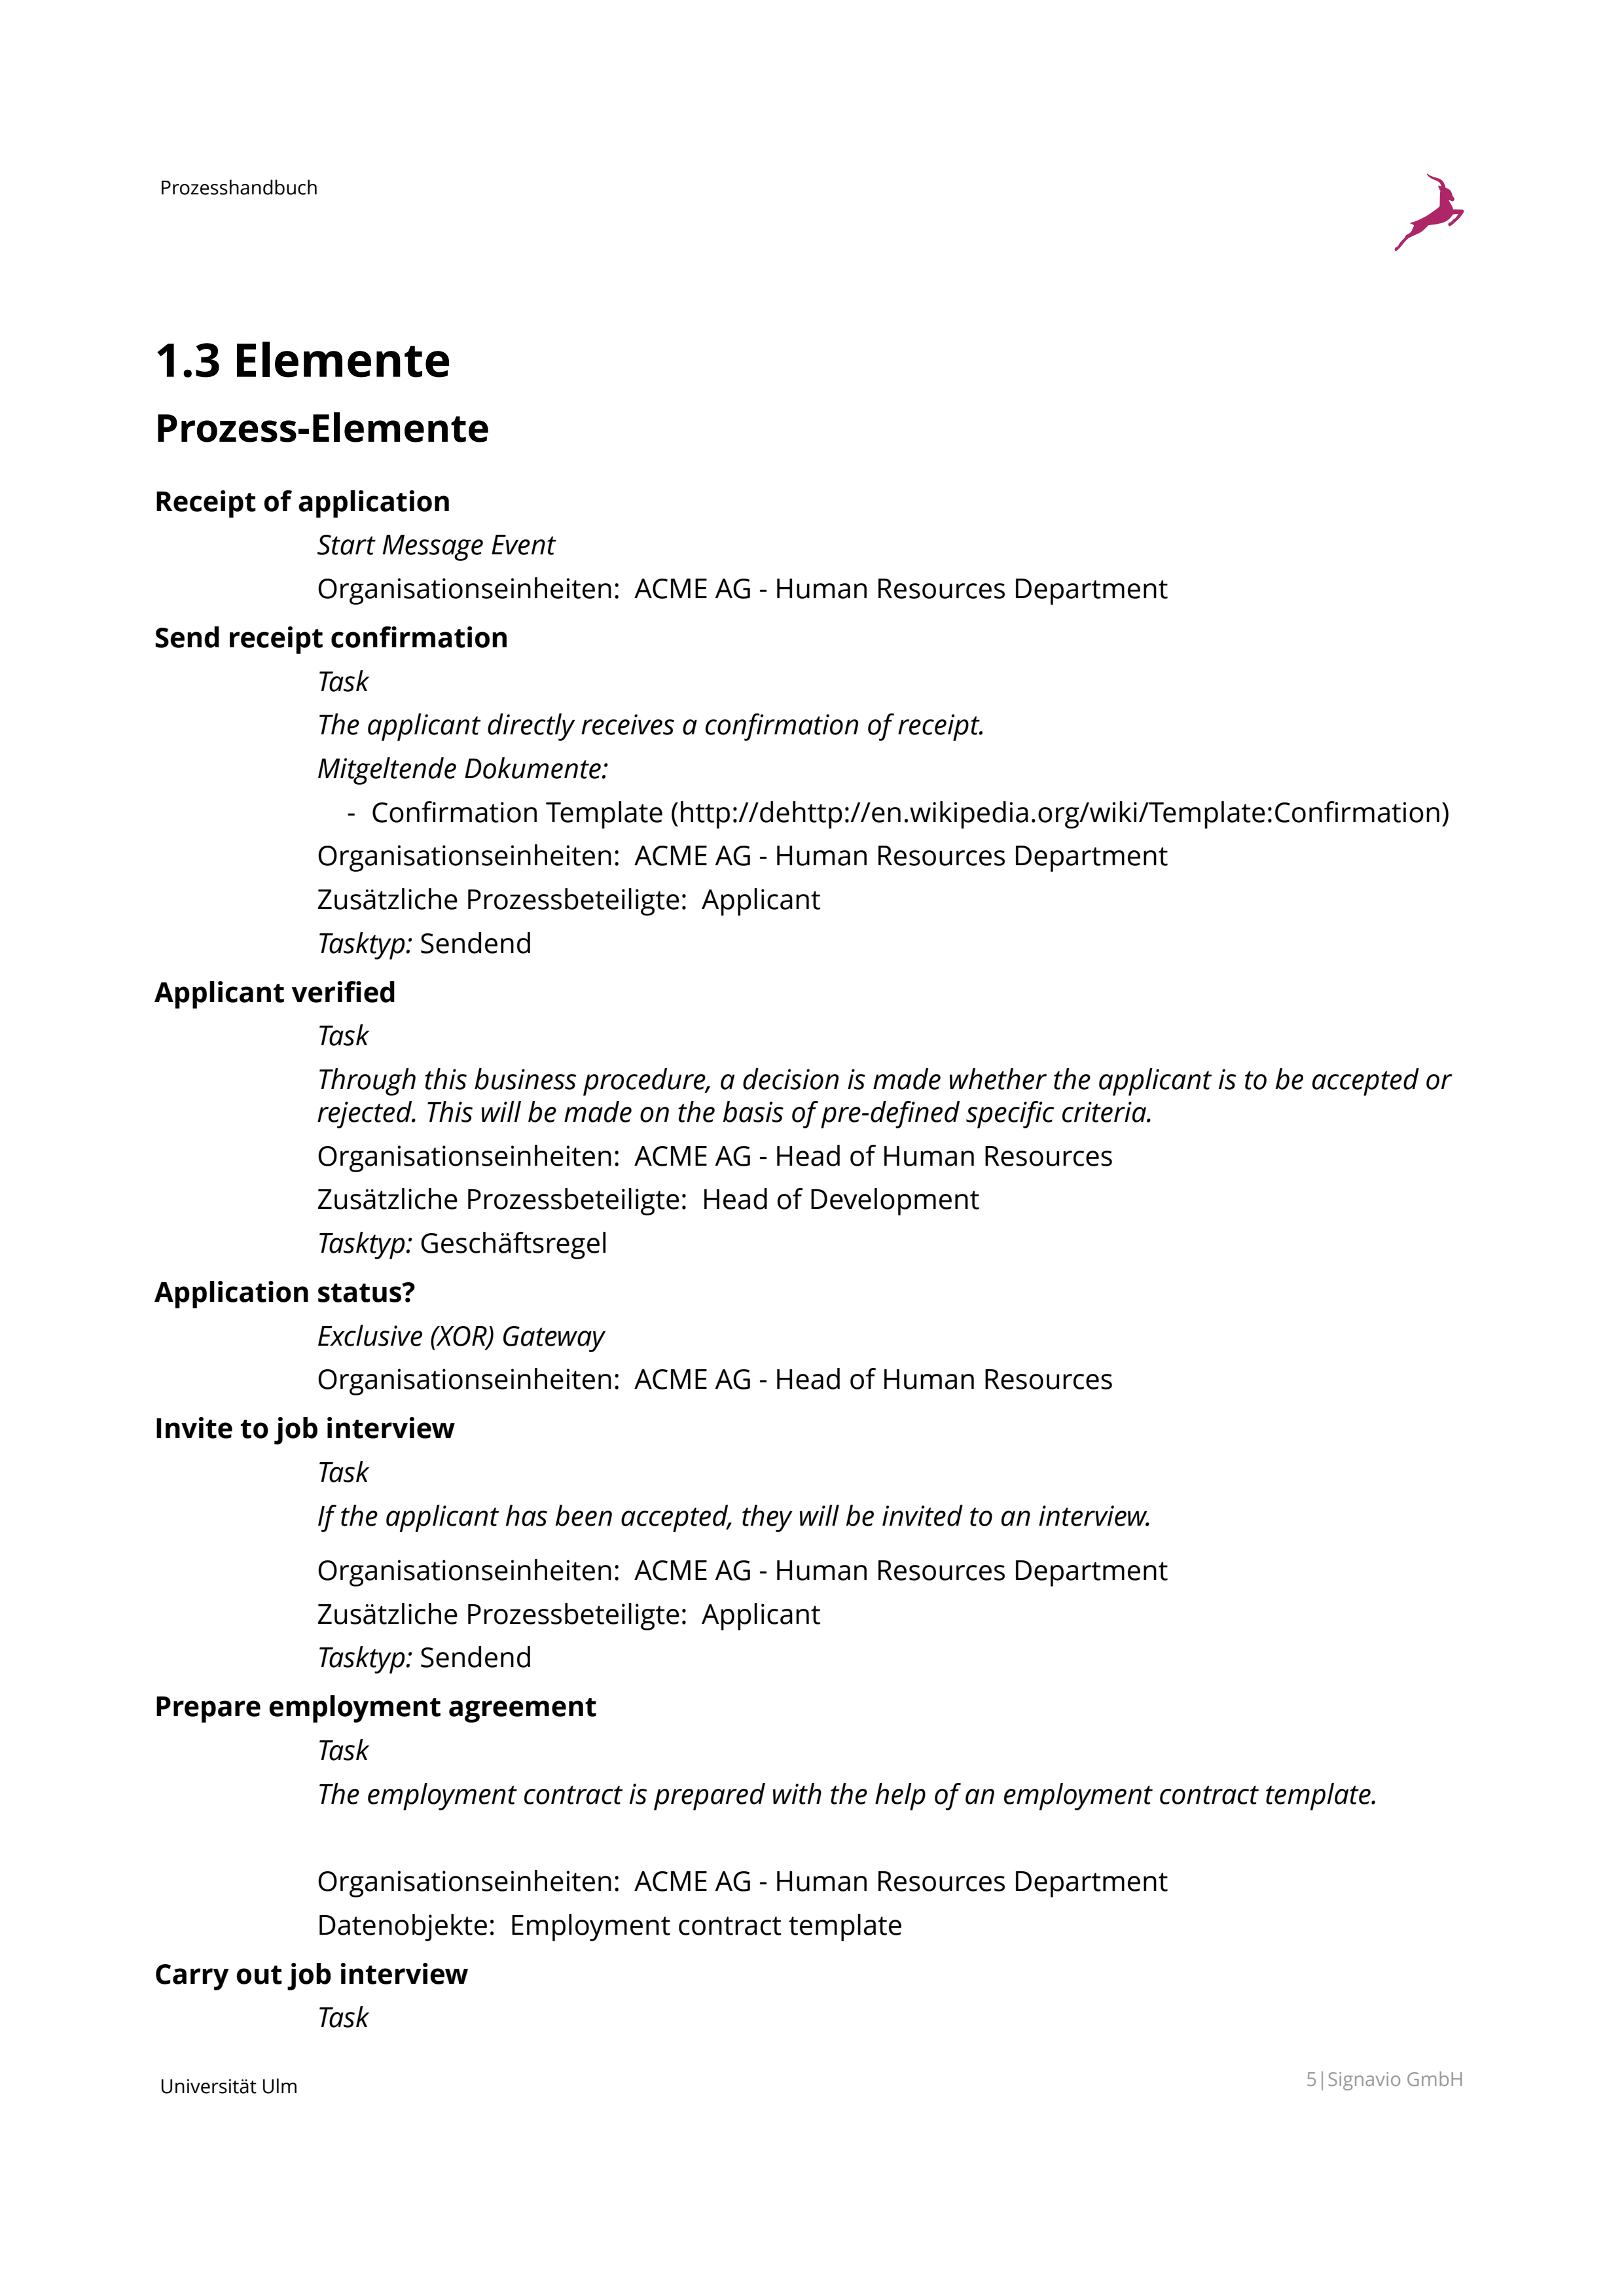 Prozesshandbuch
1.3 Elemente
Prozess-Elemente
Receipt of application
Start Message Event
Organisationseinheiten: ACME AG - Human Resources Department
Send receipt confirmation
Task
The applicant directly receives a confirmation of receipt.
Mitgeltende Dokumente:
- Confirmation Template (http://dehttp://en.wikipedia.org/wiki/Template:Confirmation)
Organisationseinheiten: ACME AG - Human Resources Department
Zusätzliche Prozessbeteiligte: Applicant
Tasktyp: Sendend
Applicant verified
Task
Through this business procedure, a decision is made whether the applicant is to be accepted or
rejected. This will be made on the basis of pre-defined specific criteria.
Organisationseinheiten: ACME AG - Head of Human Resources
Zusätzliche Prozessbeteiligte: Head of Development
Tasktyp: Geschäftsregel
Application status?
Exclusive (XOR) Gateway
Organisationseinheiten: ACME AG - Head of Human Resources
Invite to job interview
Task
If the applicant has been accepted, they will be invited to an interview.
Organisationseinheiten: ACME AG - Human Resources Department
Zusätzliche Prozessbeteiligte: Applicant
Tasktyp: Sendend
Prepare employment agreement
Task
The employment contract is prepared with the help of an employment contract template.
Organisationseinheiten: ACME AG - Human Resources Department
Datenobjekte: Employment contract template
Carry out job interview
Task
Universität Ulm
5|Signavio GmbH